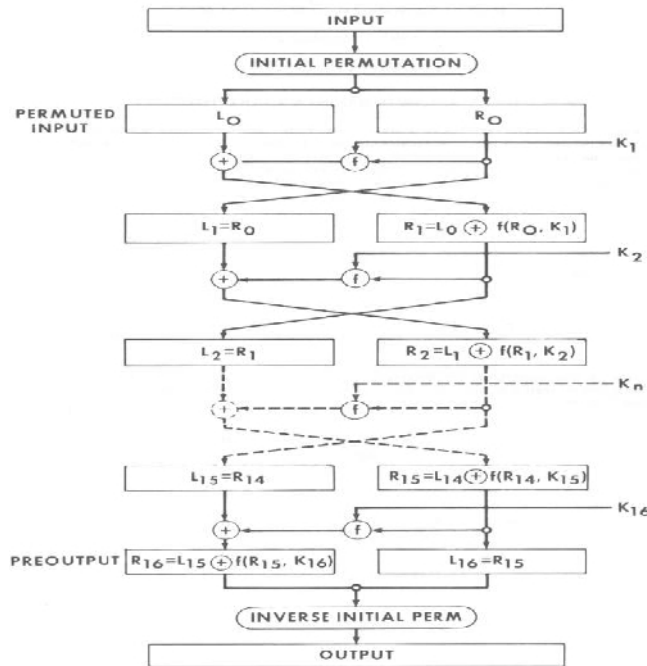 INPUT
INITIAL PERMUTATION
PERMUTED INPUT
L0
R0
+
f
K1
L1=R0
R1=L0 ⊕ f(R0, K1)
+
f
K2
L2=R1
R2=L1 ⊕ f(R1, K2)
+
f
Kn
L15=R14
R15=L14 ⊕ f(R14, K15)
+
f
K16
PREOUTPUT
R16=L15 ⊕ f(R15, K16)
L16=R15
INVERSE INITIAL PERM
OUTPUT